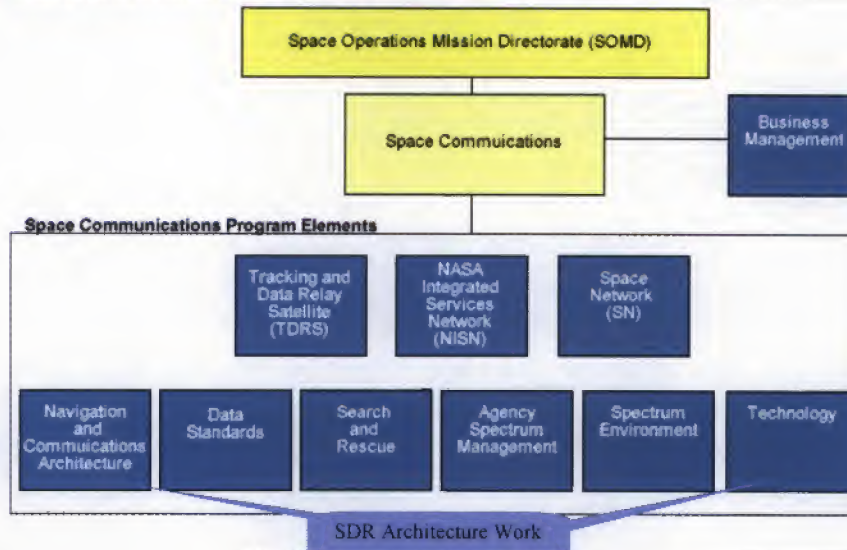 Space Operations MIssion Directorate (SOMD)
Space Commuications
Business
Management
Space Communications Program Elements
Tracking and
Data Relay
Satellite
(TDRS)
NASA
Integrated
Services
Network
(NISN)
Space
Network
(SN)
Navigation
and
Commuications
Architecture
Data
Standards
Search
and
Rescue
Agency
Spectrum
Management
Spectrum
Environment
Technology
SDR Architecture Work